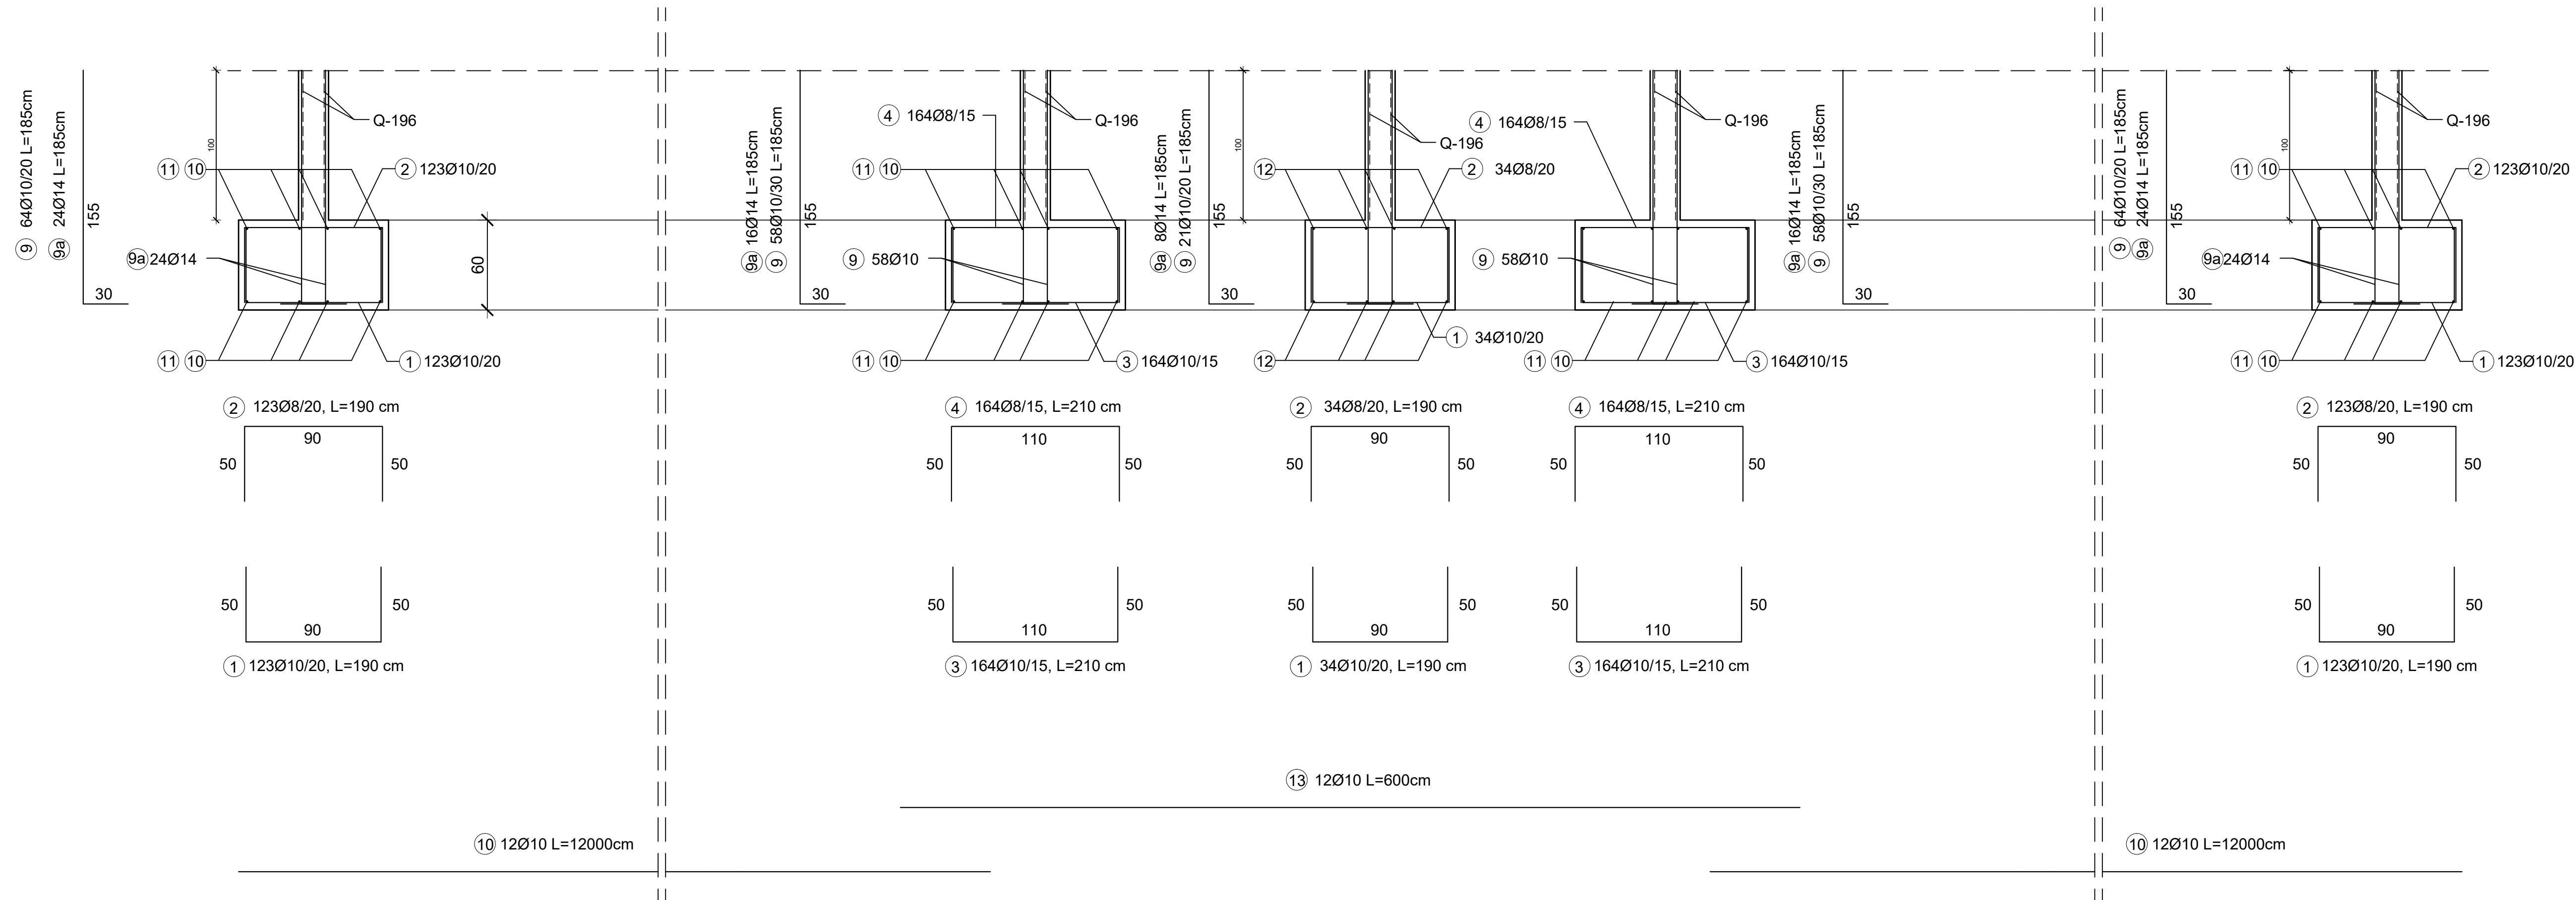 9 64Ø10/20 L=185cm
9a 24Ø14 L=185cm
155
30
100
Q-196
11 10
2 123Ø10/20
9a 24Ø14
60
11 10
1 123Ø10/20
2 123Ø8/20, L=190 cm
90
50
50
50
50
90
1 123Ø10/20, L=190 cm
9a 16Ø14 L=185cm
9 58Ø10/30 L=185cm
155
30
4 164Ø8/15
Q-196
11 10
9 58Ø10
11 10
3 164Ø10/15
4 164Ø8/15, L=210 cm
110
50
50
50
50
110
3 164Ø10/15, L=210 cm
9a 8Ø14 L=185cm
9 21Ø10/20 L=185cm
155
30
100
Q-196
12
2 34Ø8/20
12
1 34Ø10/20
2 34Ø8/20, L=190 cm
90
50
50
50
50
90
1 34Ø10/20, L=190 cm
4 164Ø8/15
Q-196
9 58Ø10
11 10
3 164Ø10/15
9a 16Ø14 L=185cm
9 58Ø10/30 L=185cm
155
30
4 164Ø8/15, L=210 cm
110
50
50
50
50
110
3 164Ø10/15, L=210 cm
9 64Ø10/20 L=185cm
9a 24Ø14 L=185cm
155
30
100
Q-196
11 10
2 123Ø10/20
9a 24Ø14
11 10
1 123Ø10/20
2 123Ø8/20, L=190 cm
90
50
50
50
50
90
1 123Ø10/20, L=190 cm
13 12Ø10 L=600cm
10 12Ø10 L=12000cm
10 12Ø10 L=12000cm